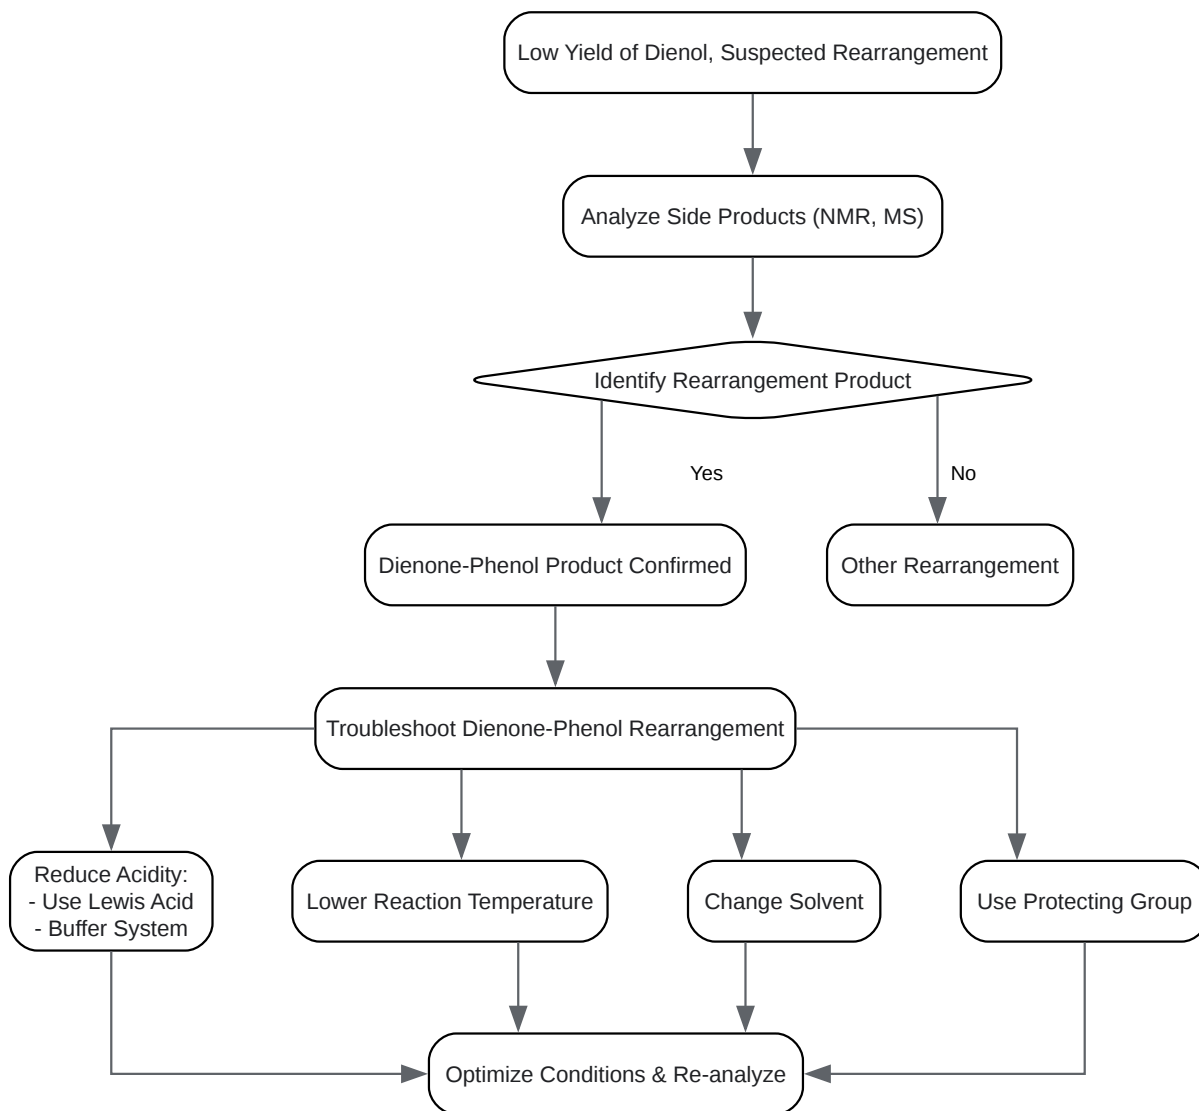 Low Yield of Dienol, Suspected Rearrangement
Analyze Side Products (NMR, MS)
Identify Rearrangement Product
Yes
No
Dienone-Phenol Product Confirmed
Other Rearrangement
Troubleshoot Dienone-Phenol Rearrangement
Reduce Acidity:
- Use Lewis Acid
- Buffer System
Lower Reaction Temperature
Change Solvent
Use Protecting Group
Optimize Conditions & Re-analyze